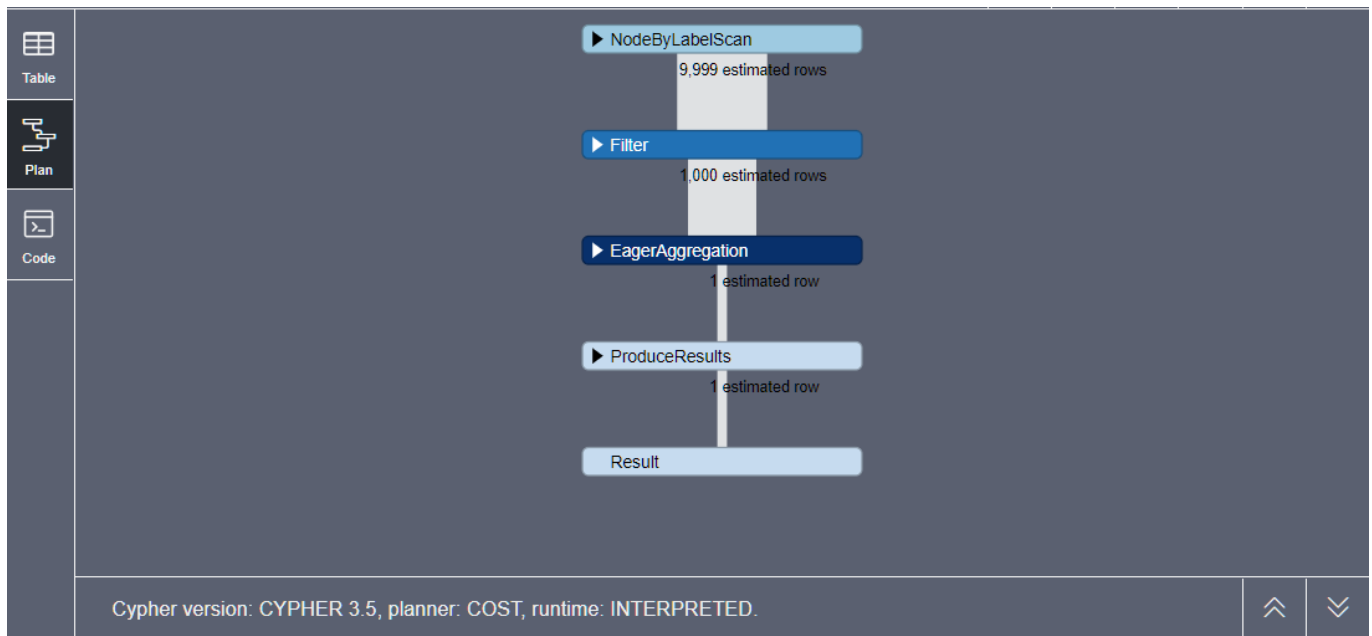 Table
Plan
Code
NodeByLabelScan
9,999 estimated rows
Filter
1,000 estimated rows
EagerAggregation
1 estimated row
ProduceResults
1 estimated row
Result
Cypher version: CYPHER 3.5, planner: COST, runtime: INTERPRETED.